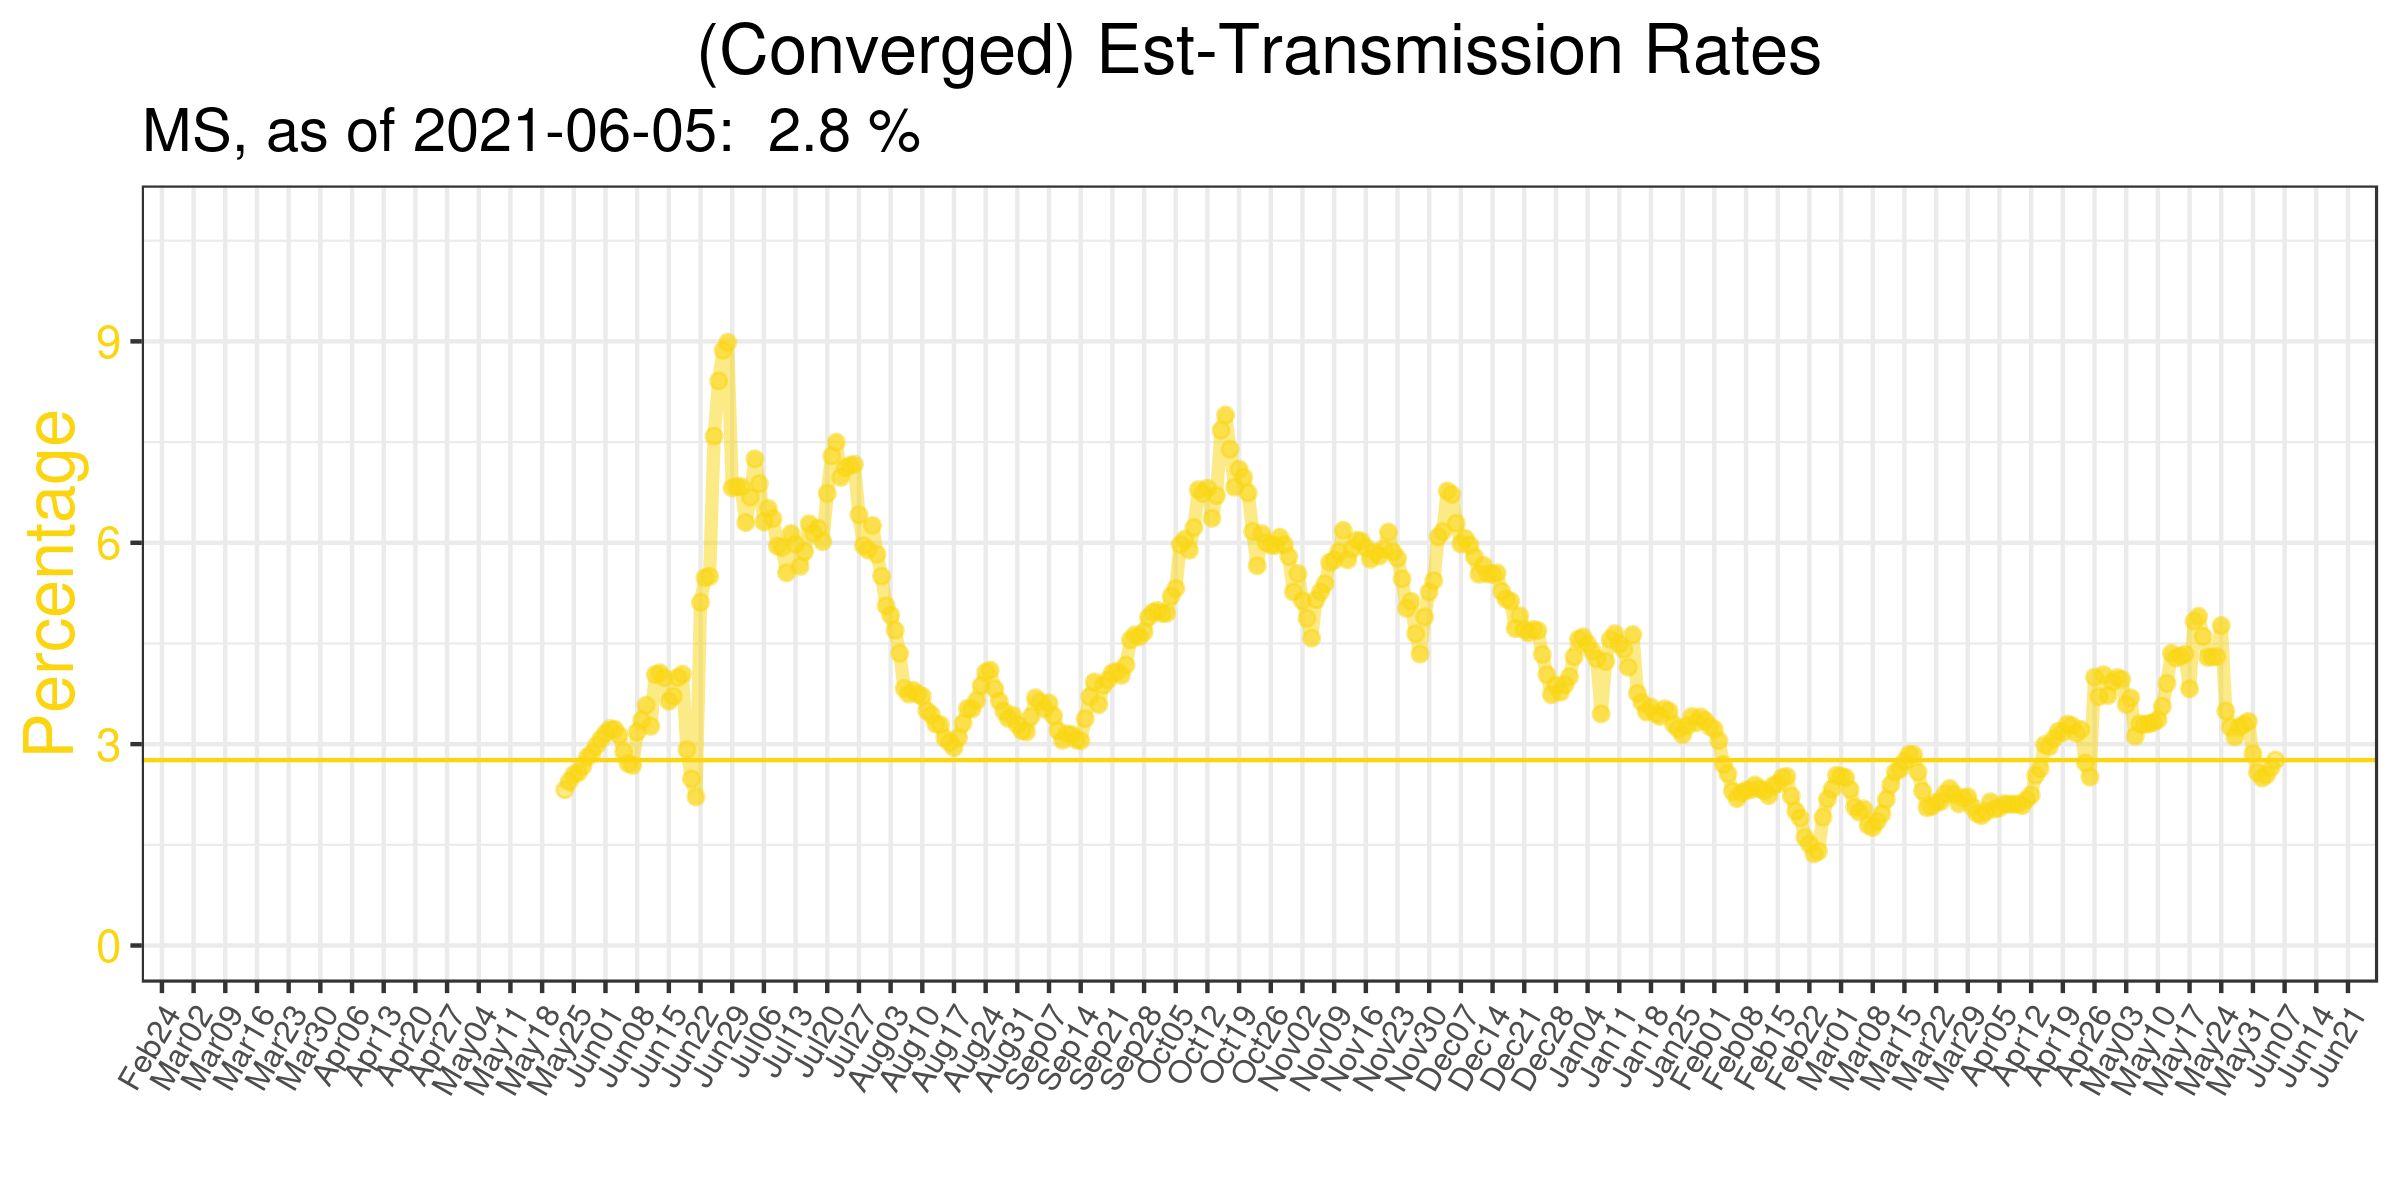 (Converged) Est-Transmission Rates
MS, as of 2021-06-05:  2.8 %
Percentage
9
6
3
0
Feb24
Mar02
Mar09
Mar16
Mar23
Mar30
Apr06
Apr13
Apr20
Apr27
May04
May11
May18
May25
Jun01
Jun08
Jun15
Jun22
Jun29
Jul06
Jul13
Jul20
Jul27
Aug03
Aug10
Aug17
Aug24
Aug31
Sep07
Sep14
Sep21
Sep28
Oct05
Oct12
Oct19
Oct26
Nov02
Nov09
Nov16
Nov23
Nov30
Dec07
Dec14
Dec21
Dec28
Jan04
Jan11
Jan18
Jan25
Feb01
Feb08
Feb15
Feb22
Mar01
Mar08
Mar15
Mar22
Mar29
Apr05
Apr12
Apr19
Apr26
May03
May10
May17
May24
May31
Jun07
Jun14
Jun21